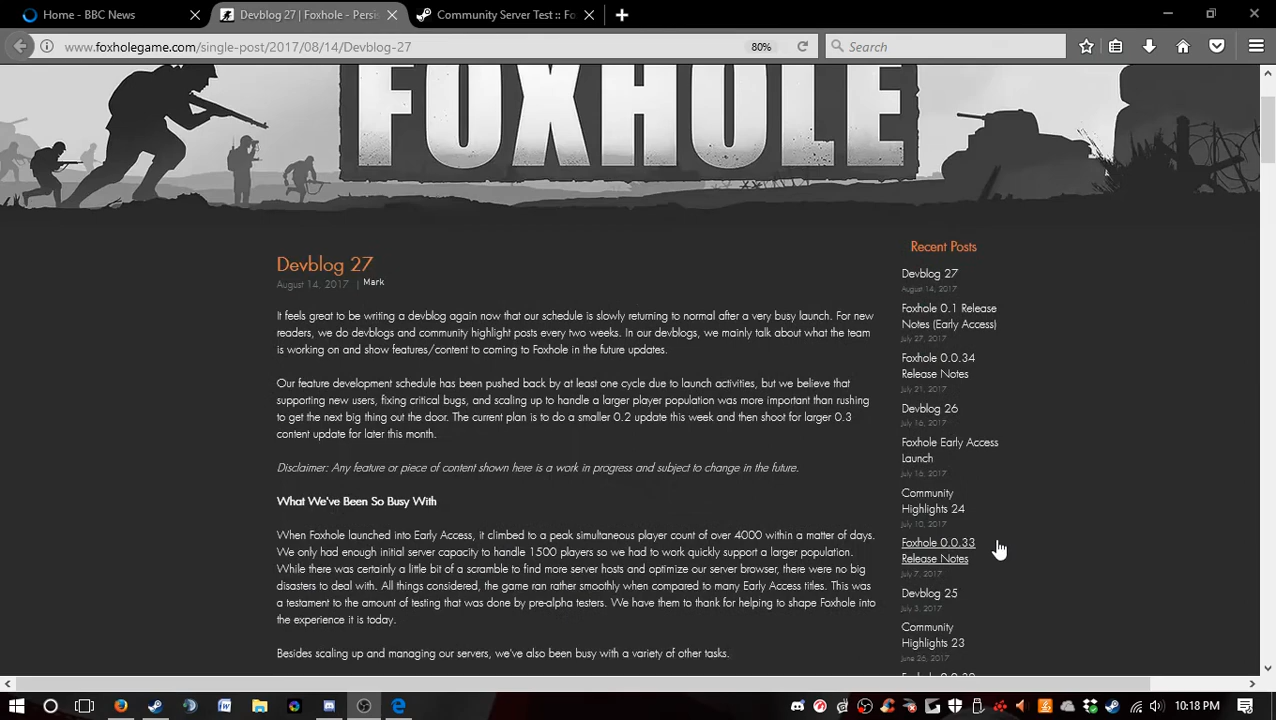 Home - BBC News
Devblog 27 | Foxhole - Persis
Community Server Test :: Fo
www.foxholegame.com/single-post/2017/08/14/Devblog-27
80%
Search
FOXHOLE
Devblog 27
August 14, 2017 | Mark
It feels great to be writing a devblog again now that our schedule is slowly returning to normal after a very busy launch. For new
readers, we do devblogs and community highlight posts every two weeks. In our devblogs, we mainly talk about what the team
is working on and show features/content to coming to Foxhole in the future updates.
Our feature development schedule has been pushed back by at least one cycle due to launch activities, but we believe that
supporting new users, fixing critical bugs, and scaling up to handle a larger player population was more important than rushing
to get the next big thing out the door. The current plan is to do a smaller 0.2 update this week and then shoot for larger 0.3
content update for later this month.
Disclaimer: Any feature or piece of content shown here is a work in progress and subject to change in the future.
What We've Been So Busy With
When Foxhole launched into Early Access, it climbed to a peak simultaneous player count of over 4000 within a matter of days.
We only had enough initial server capacity to handle 1500 players so we had to work quickly support a larger population.
While there was certainly a little bit of a scramble to find more server hosts and optimize our server browser, there were no big
disasters to deal with. All things considered, the game ran rather smoothly when compared to many Early Access titles. This was
a testament to the amount of testing that was done by pre-alpha testers. We have them to thank for helping to shape Foxhole into
the experience it is today.
Besides scaling up and managing our servers, we've also been busy with a variety of other tasks.
Recent Posts
Devblog 27
August 14, 2017
Foxhole 0.1 Release
Notes (Early Access)
July 27, 2017
Foxhole 0.0.34
Release Notes
July 21, 2017
Devblog 26
July 16, 2017
Foxhole Early Access
Launch
July 16, 2017
Community
Highlights 24
July 10, 2017
Foxhole 0.0.33
Release Notes
July 7, 2017
Devblog 25
July 3, 2017
Community
Highlights 23
June 26, 2017
10:18 PM